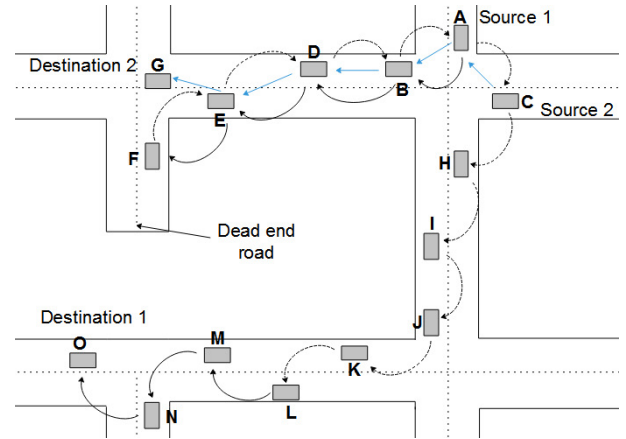 A
Source 1
D
G
Destination 2
B
C
E
Source 2
F
H
I
Dead end
road
Destination 1
J
O
M
K
L
N